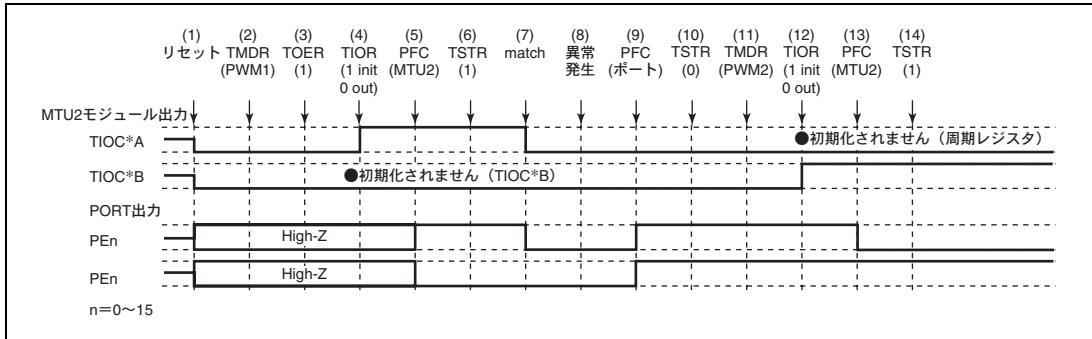 (1) (2) (3) (4) (5) (6) (7) (8) (9) (10) (11) (12) (13) (14)
リセット TMDR TOER TIOR PFC TSTR match 異常 PFC TSTR TMDR TIOR PFC TSTR
(PWM1) (1) (1 init (MTU2) (1) 発生 (ポート) (0) (PWM2) (1 init (MTU2) (1)
0 out) 0 out)
MTU2モジュール出力
TIOC*A ●初期化されません（周期レジスタ）
TIOC*B ●初期化されません（TIOC*B）
PORT出力
PEn High-Z
PEn High-Z
n＝0～15